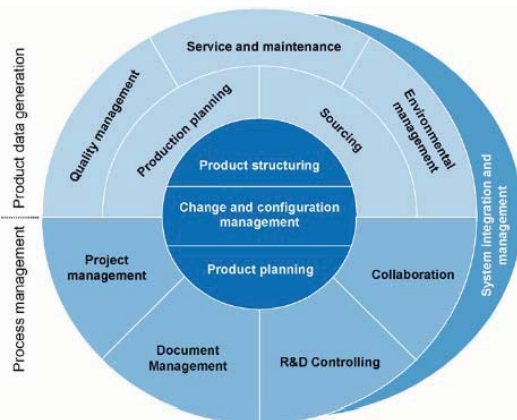 Service and maintenance
Quality management
Environmental
management
Production planning
Sourcing
Product structuring
Change and configuration
management
Product planning
Project
management
Collaboration
Document
Management
R&D Controlling
Product data generation
Process management
System integration and
management